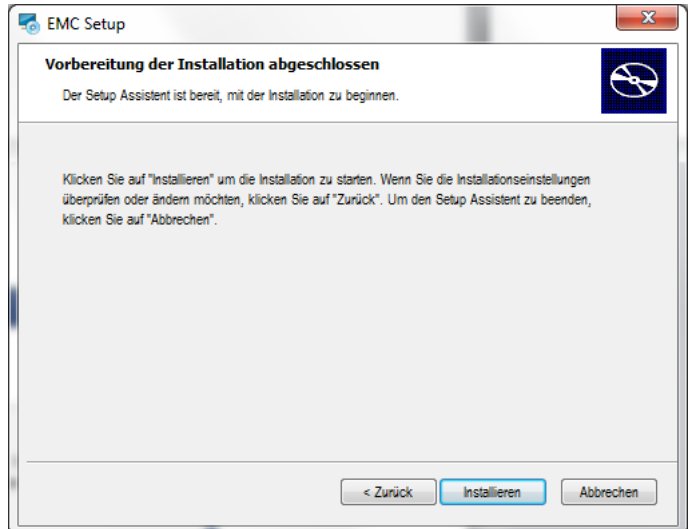 EMC Setup
Vorbereitung der Installation abgeschlossen
Der Setup Assistent ist bereit, mit der Installation zu beginnen.
Klicken Sie auf "Installieren" um die Installation zu starten. Wenn Sie die Installationseinstellungen
überprüfen oder ändern möchten, klicken Sie auf "Zurück". Um den Setup Assistent zu beenden,
klicken Sie auf "Abbrechen".
< Zurück Installieren Abbrechen